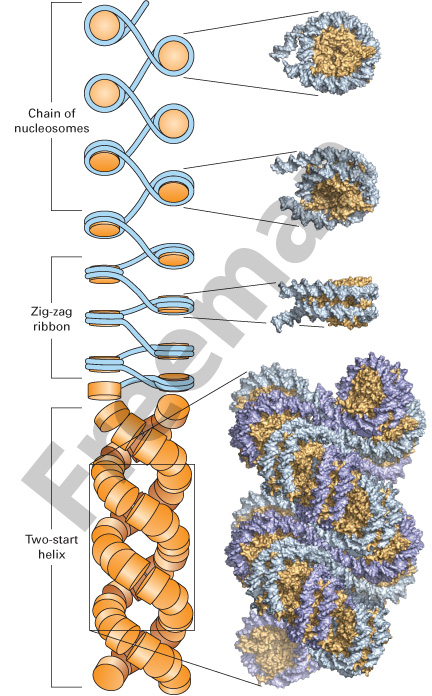 Chain of
nucleosomes
Zig-zag
ribbon
Two-start
helix
Freeman